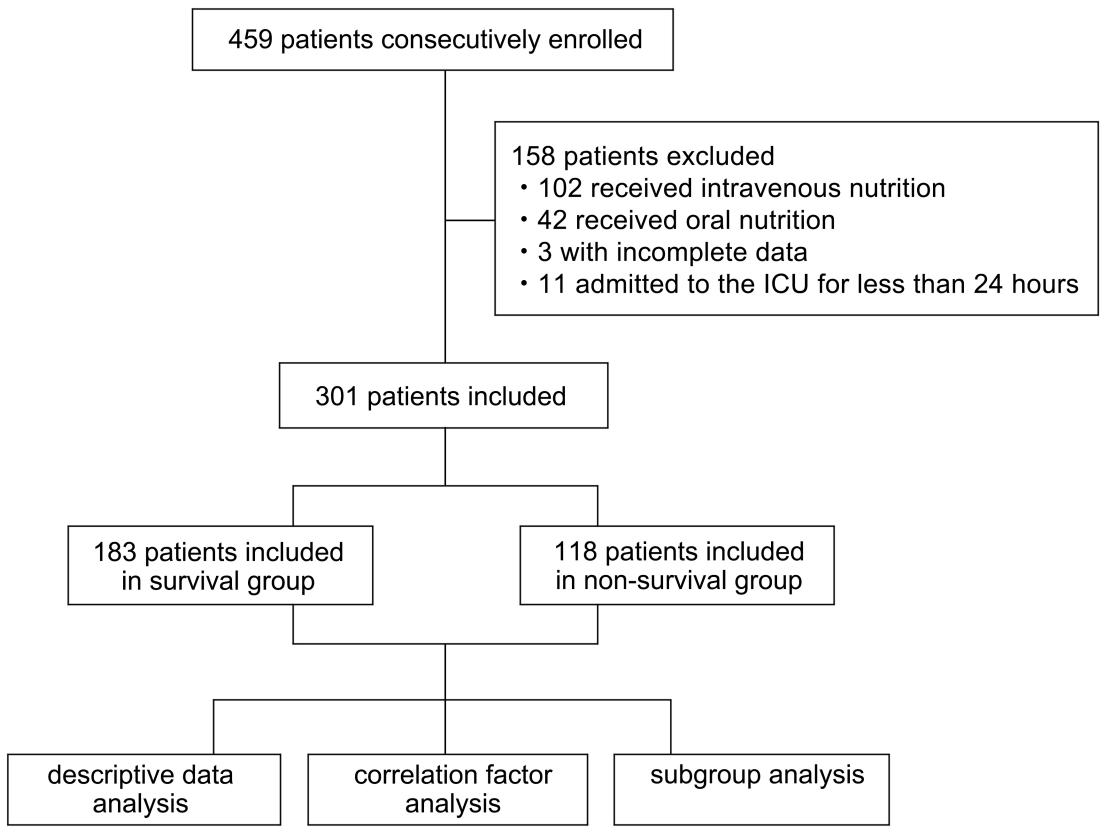 459 patients consecutively enrolled
158 patients excluded
・102 received intravenous nutrition
・42 received oral nutrition
・3 with incomplete data
・11 admitted to the ICU for less than 24 hours
301 patients included
183 patients included
in survival group
118 patients included
in non-survival group
descriptive data
analysis
correlation factor
analysis
subgroup analysis